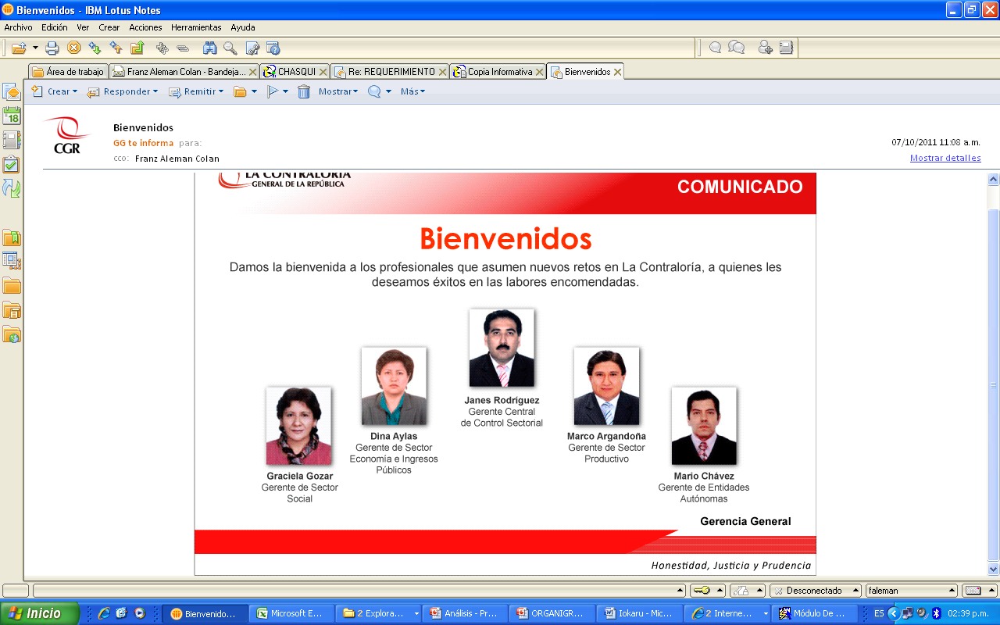 Bienvenidos - IBM Lotus Notes
Archivo Edición Ver Crear Acciones Herramientas Ayuda
Área de trabajo
Franz Aleman Colan - Bandeja...
CHASQUI
Re: REQUERIMIENTO
Copia Informativa
Bienvenidos
Crear Responder Remitir Mostrar Más
18
CGR
Bienvenidos
GG te informa para:
07/10/2011 11:08 a.m.
cco: Franz Aleman Colan
Mostrar detalles
LA CONTRALORÍA
GENERAL DE LA REPÚBLICA
COMUNICADO
Bienvenidos
Damos la bienvenida a los profesionales que asumen nuevos retos en La Contraloría, a quienes les
deseamos éxitos en las labores encomendadas.
Janes Rodríguez
Gerente Central
de Control Sectorial
Dina Aylas
Gerente de Sector
Economía e Ingresos
Públicos
Marco Argandoña
Gerente de Sector
Productivo
Graciela Gozar
Gerente de Sector
Social
Mario Chávez
Gerente de Entidades
Autónomas
Gerencia General
Honestidad, Justicia y Prudencia
Desconectado
faleman
Inicio
Bienvenido...
Microsoft E...
2 Explora...
Análisis - Pr...
ORGANIGR...
Iokaru - Mic...
2 Interne...
Módulo De ...
ES
02:39 p.m.